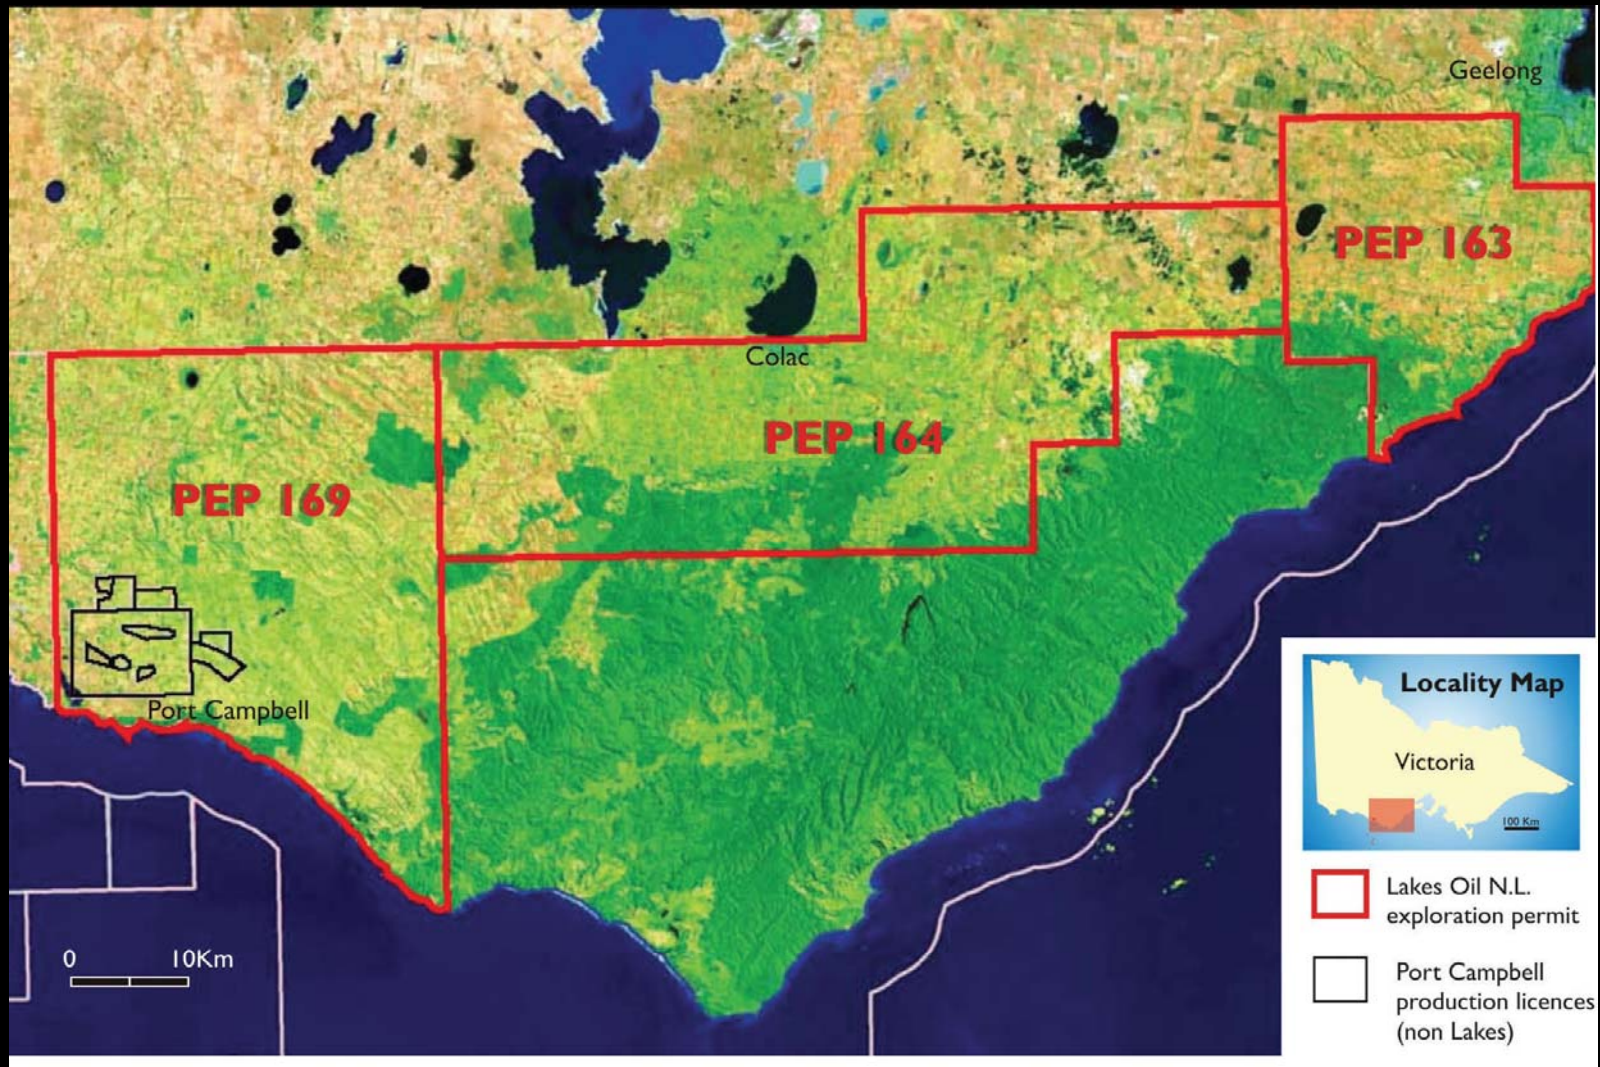 Geelong
PEP 163
Colac
PEP 164
PEP 169
Port Campbell
0 10Km
Locality Map
Victoria
100 Km
Lakes Oil N.L.
exploration permit
Port Campbell
production licences
(non Lakes)